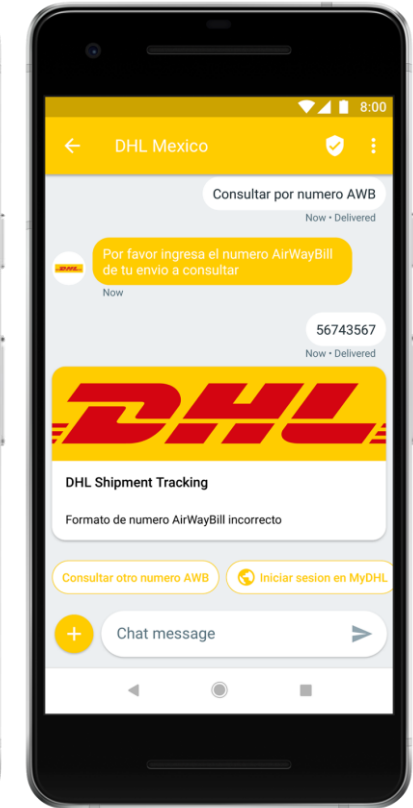 8:00
DHL Mexico
Consultar por numero AWB
Now • Delivered
Por favor ingresa el numero AirWayBill
de tu envio a consultar
DHL
Now
56743567
Now • Delivered
DHL
DHL Shipment Tracking
Formato de numero AirWayBill incorrecto
Consultar otro numero AWB
Iniciar sesion en MyDHL
Chat message